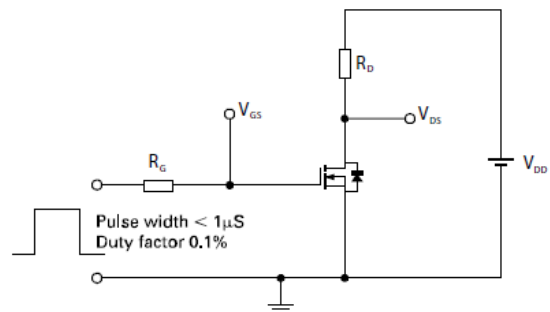 R_D
V_GS
V_DS
R_G
V_DD
Pulse width < 1μS
Duty factor 0.1%